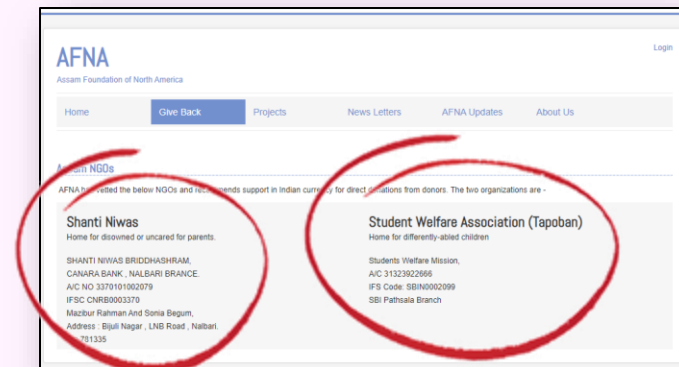 AFNA
Login
Assam Foundation of North America
Home Give Back Projects News Letters AFNA Updates About Us
NGOs
AFNA vetted the below NGOs and support in Indian currency for direct from donors. The two organizations are -
Shanti Niwas
Home for disowned or uncared for parents.
SHANTI NIWAS BRIDDHASHRAM,
CANARA BANK , NALBARI BRANCE.
A/C NO 3370101002079
IFSC CNRB0003370
Mazibur Rahman And Sonia Begum,
Address : Bijuli Nagar , LNB Road , Nalbari.
781335
Student Welfare Association (Tapoban)
Home for differently-abled children
Students Welfare Mission,
A/C 31323922666
IFS Code: SBIN0002099
SBI Pathsala Branch